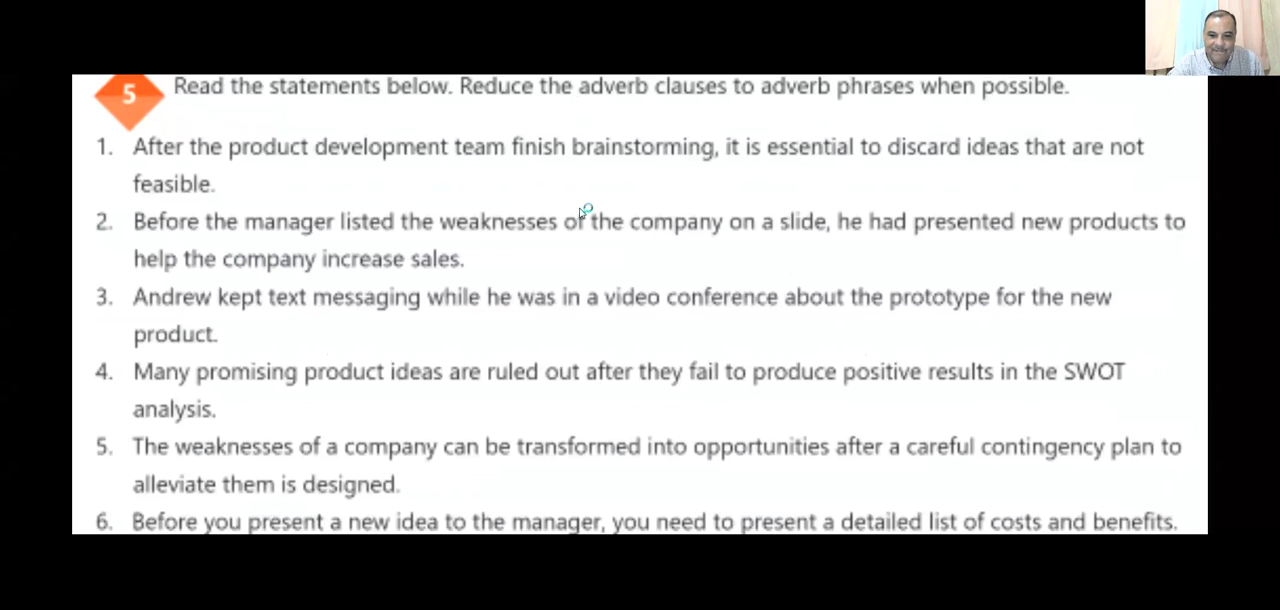 5 Read the statements below. Reduce the adverb clauses to adverb phrases when possible.
1. After the product development team finish brainstorming, it is essential to discard ideas that are not
feasible.
2. Before the manager listed the weaknesses of the company on a slide, he had presented new products to
help the company increase sales.
3. Andrew kept text messaging while he was in a video conference about the prototype for the new
product.
4. Many promising product ideas are ruled out after they fail to produce positive results in the SWOT
analysis.
5. The weaknesses of a company can be transformed into opportunities after a careful contingency plan to
alleviate them is designed.
6. Before you present a new idea to the manager, you need to present a detailed list of costs and benefits.